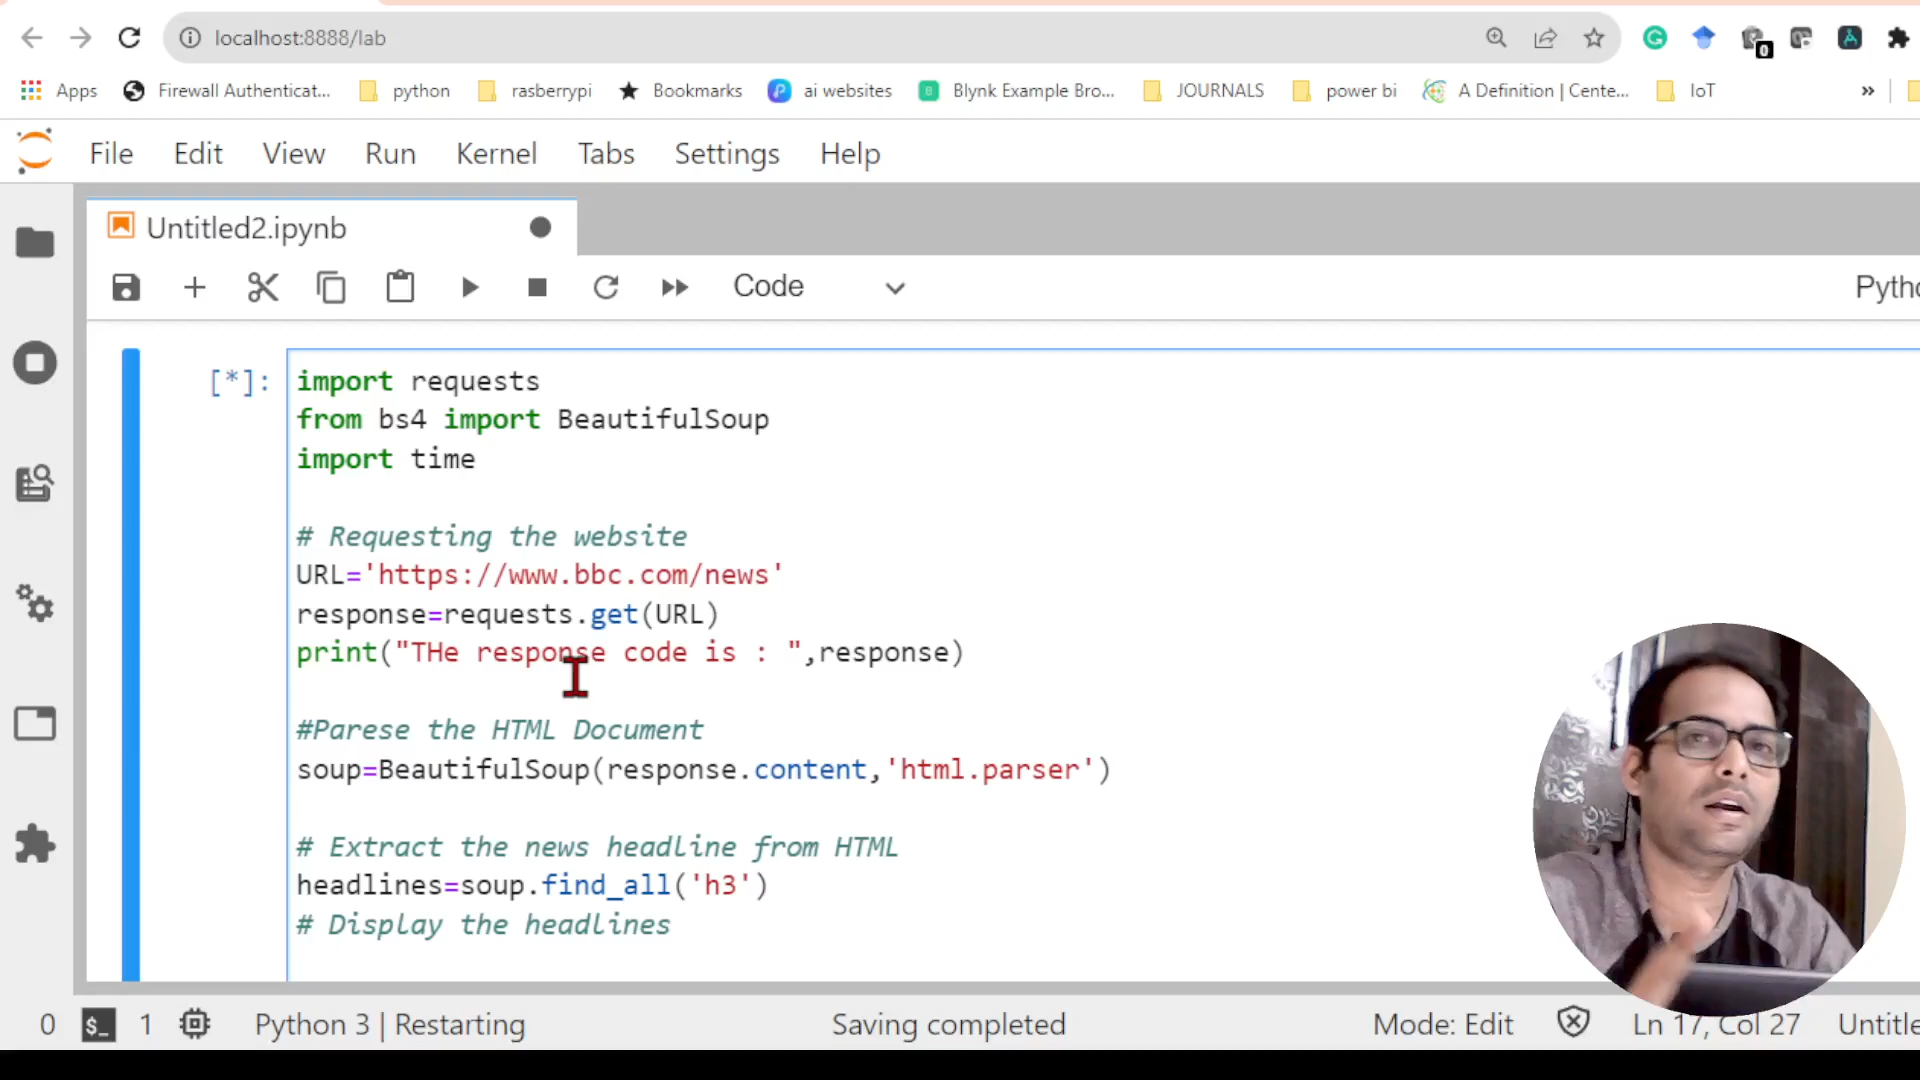 localhost:8888/lab
0
Apps Firewall Authenticat... python rasberrypi Bookmarks ai websites Blynk Example Bro... JOURNALS power bi A Definition | Cente... IoT »
File Edit View Run Kernel Tabs Settings Help
Untitled2.ipynb
Code Pytho
[*]: import requests
from bs4 import BeautifulSoup
import time
# Requesting the website
URL='https://www.bbc.com/news'
response=requests.get(URL)
print("THe response code is : ",response)
#Parese the HTML Document
soup=BeautifulSoup(response.content,'html.parser')
# Extract the news headline from HTML
headlines=soup.find_all('h3')
# Display the headlines
0 $_ 1 Python 3 | Restarting Saving completed Mode: Edit Ln 17, Col 27 Untitle